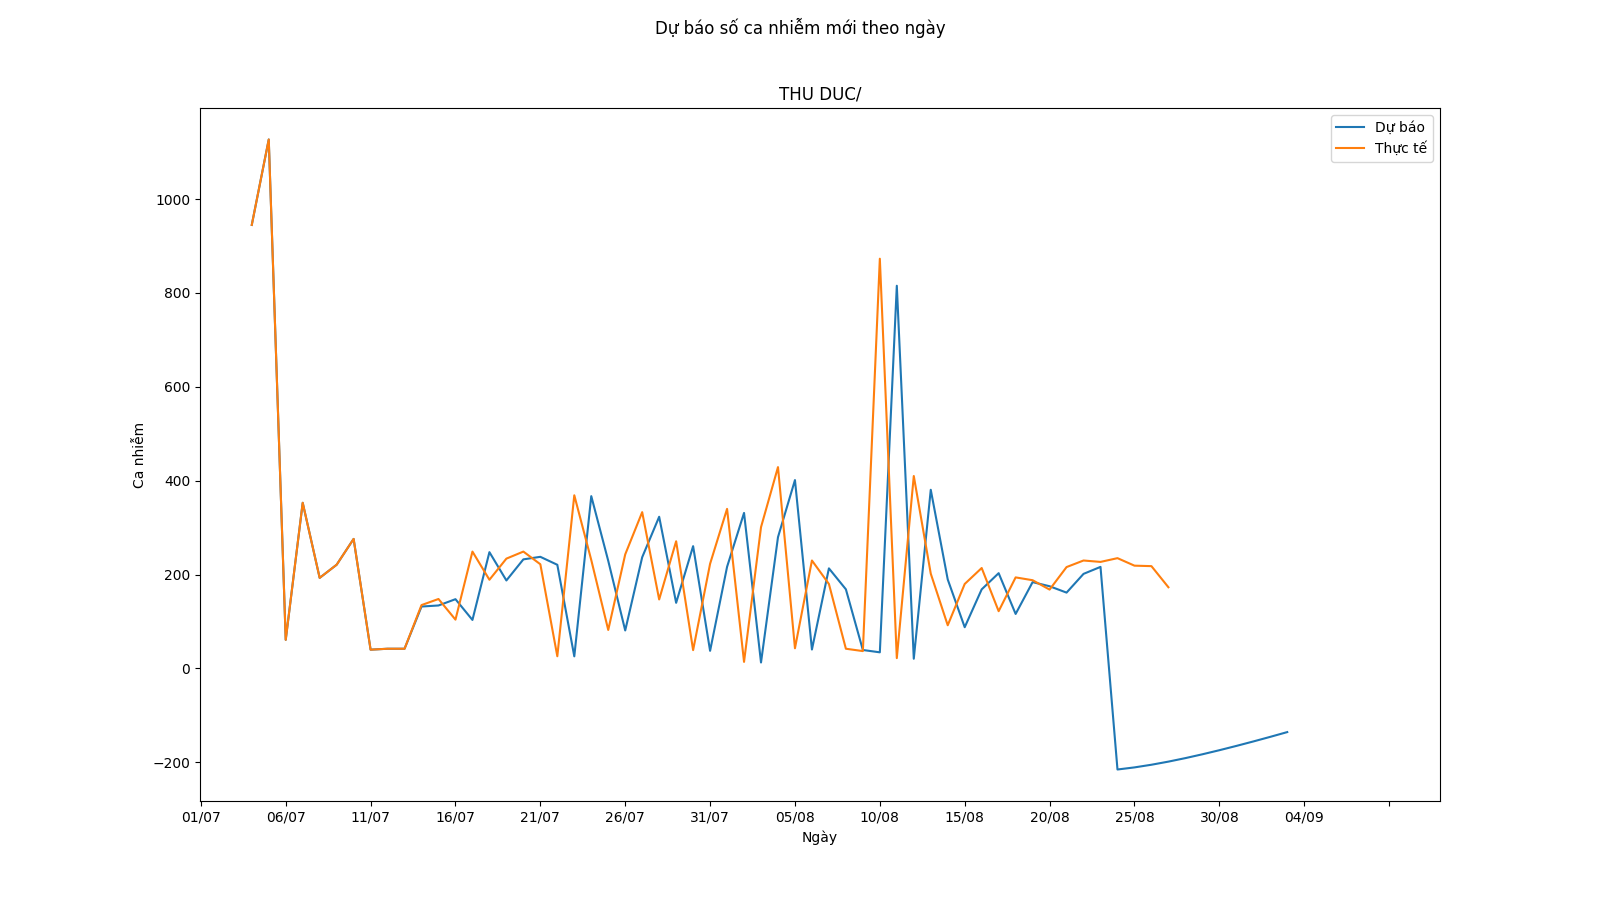 Dự báo số ca nhiễm mới theo ngày
THU DUC/
Dự báo
Thực tế
1000
800
600
400
200
0
−200
Ca nhiễm
01/07 06/07 11/07 16/07 21/07 26/07 31/07 05/08 10/08 15/08 20/08 25/08 30/08 04/09
Ngày